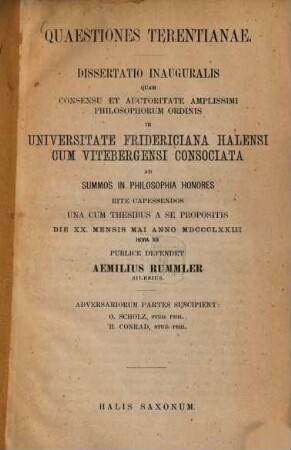 QUAESTIONES TERENTIANAE.
DISSERTATIO INAUGURALIS
QUAM
CONSENSU ET AUCTORITATE AMPLISSIMI
PHILOSOPHORUM ORDINIS
IN
UNIVERSITATE FRIDERICIANA HALENSI
CUM VITEBERGENSI CONSOCIATA
AD
SUMMOS IN PHILOSOPHIA HONORES
RITE CAPESSENDOS
UNA CUM THESIBUS A SE PROPOSITIS
DIE XX. MENSIS MAI ANNO MDCCCLXXIII
HORA XII
PUBLICE DEFENDET
AEMILIUS RUMMLER
SILESIUS.
ADVERSARIORUM PARTES SUSCIPIENT:
O. SCHOLZ, STUD. PHIL.
H. CONRAD, STUD. PHIL.
HALIS SAXONUM.